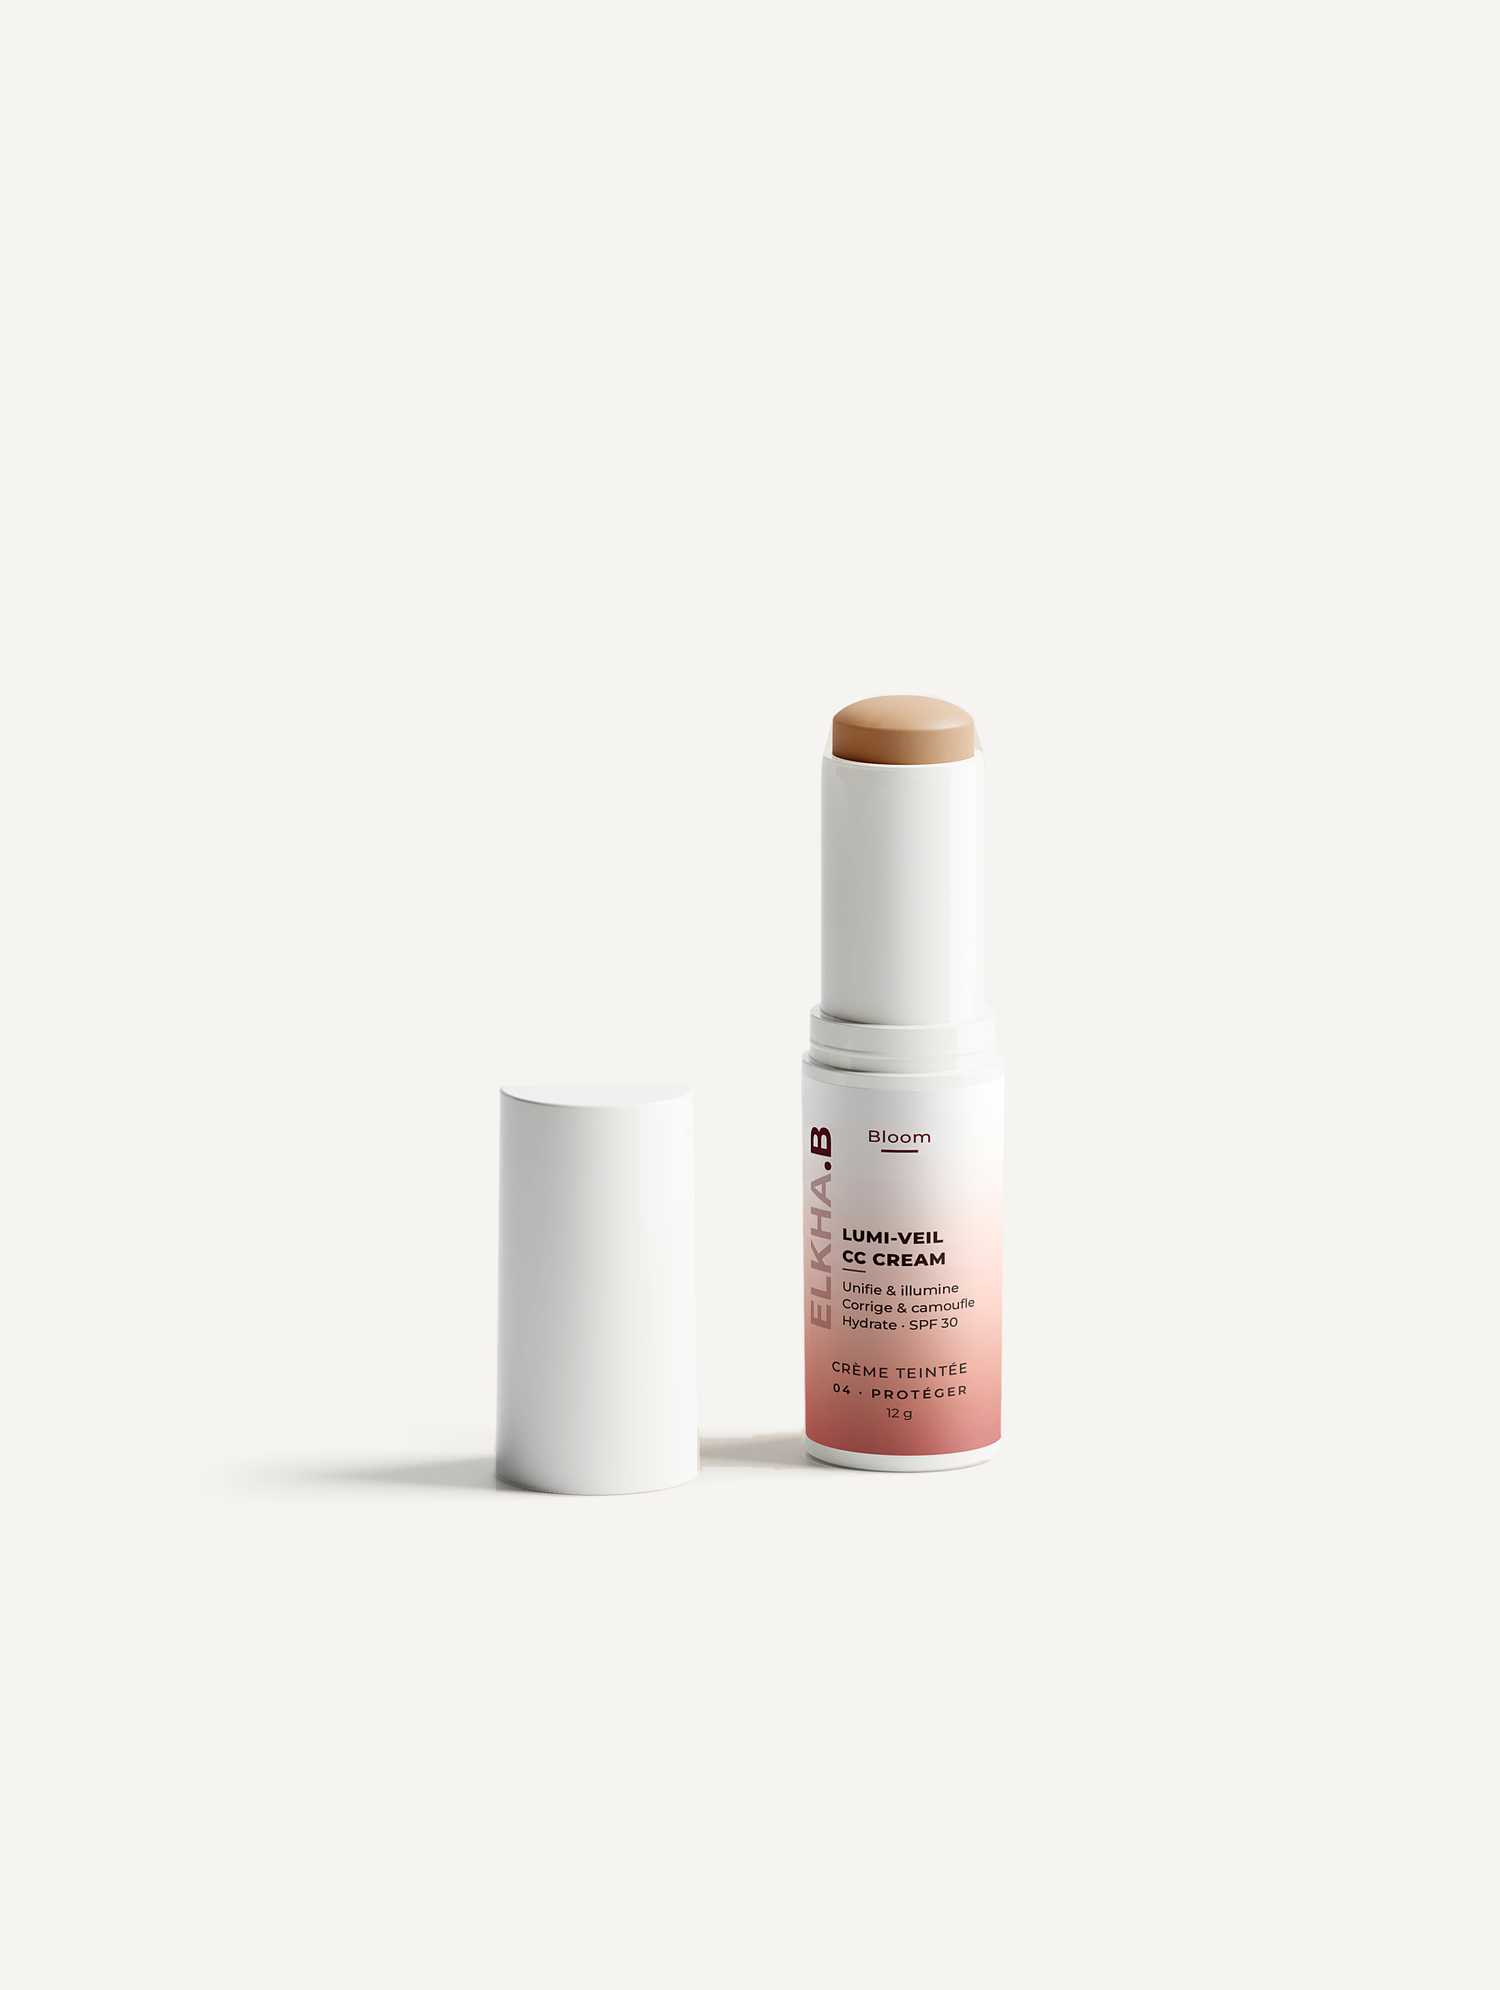 Bloom
ELKHA.B
LUMI-VEIL
CC CREAM
Unifie & illumine
Corrige & camoufle
Hydrate · SPF 30
CRÈME TEINTÉE
04 · PROTÉGER
12 g